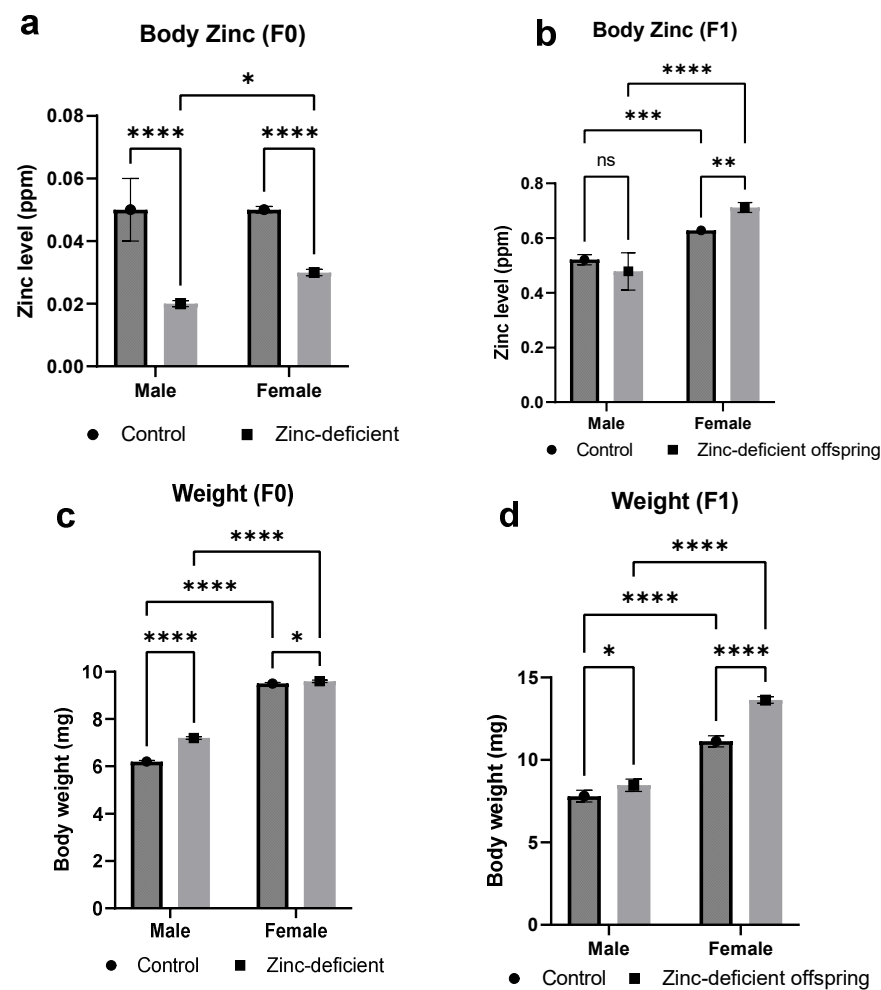 a
Body Zinc (F0)
*
**** ****
Zinc level (ppm)
0.08
0.06
0.04
0.02
0.00
Male Female
Control Zinc-deficient
b
Body Zinc (F1)
****
***
ns **
Zinc level (ppm)
0.8
0.6
0.4
0.2
0.0
Male Female
Control Zinc-deficient offspring
c
Weight (F0)
****
****
**** *
Body weight (mg)
10
8
6
4
2
0
Male Female
Control Zinc-deficient
d
Weight (F1)
****
****
* ****
Body weight (mg)
15
10
5
0
Male Female
Control Zinc-deficient offspring